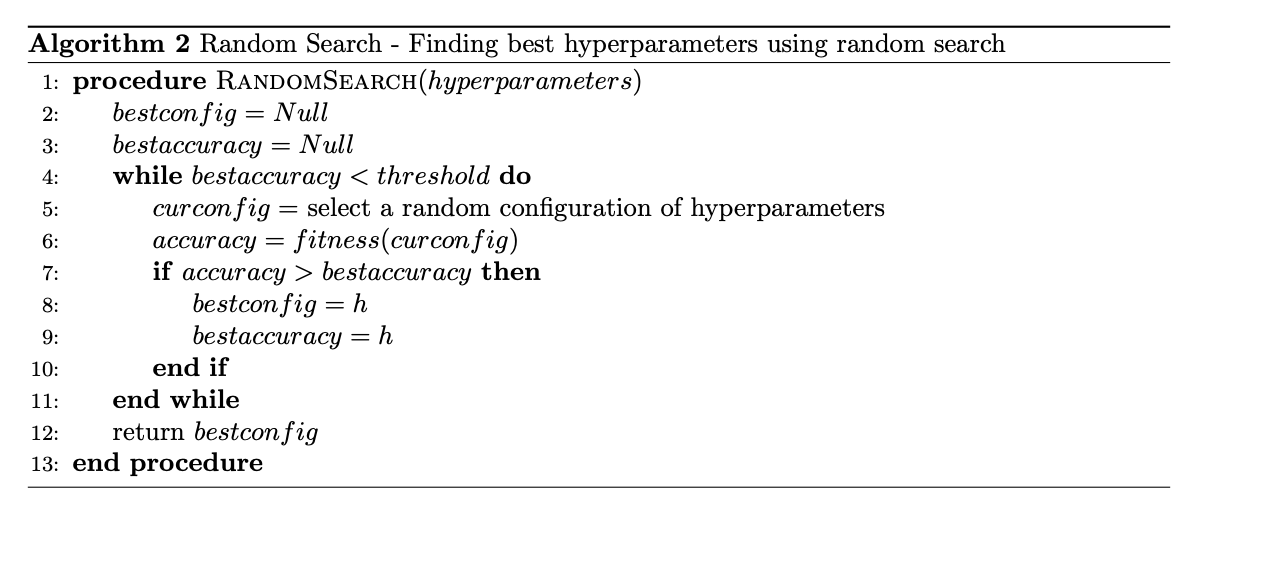 Algorithm 2 Random Search - Finding best hyperparameters using random search
1: procedure RANDOMSEARCH(hyperparameters)
2: bestconfig = Null
3: bestaccuracy = Null
4: while bestaccuracy < threshold do
5: curconfig = select a random configuration of hyperparameters
6: accuracy = fitness(curconfig)
7: if accuracy > bestaccuracy then
8: bestconfig = h
9: bestaccuracy = h
10: end if
11: end while
12: return bestconfig
13: end procedure